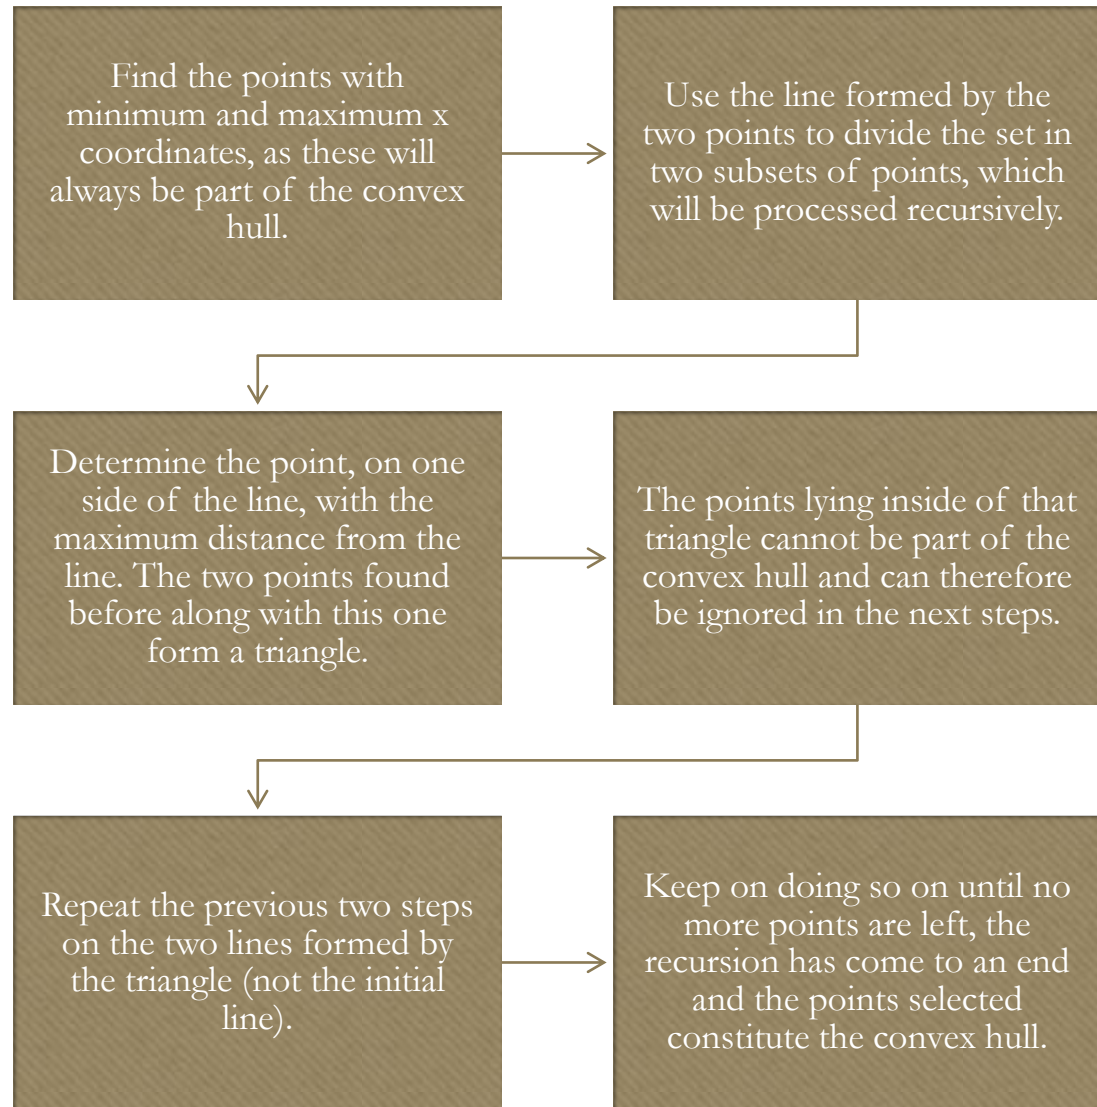 Find the points with
minimum and maximum x
coordinates, as these will
always be part of the convex
hull.
Use the line formed by the
two points to divide the set in
two subsets of points, which
will be processed recursively.
Determine the point, on one
side of the line, with the
maximum distance from the
line. The two points found
before along with this one
form a triangle.
The points lying inside of that
triangle cannot be part of the
convex hull and can therefore
be ignored in the next steps.
Repeat the previous two steps
on the two lines formed by
the triangle (not the initial
line).
Keep on doing so on until no
more points are left, the
recursion has come to an end
and the points selected
constitute the convex hull.